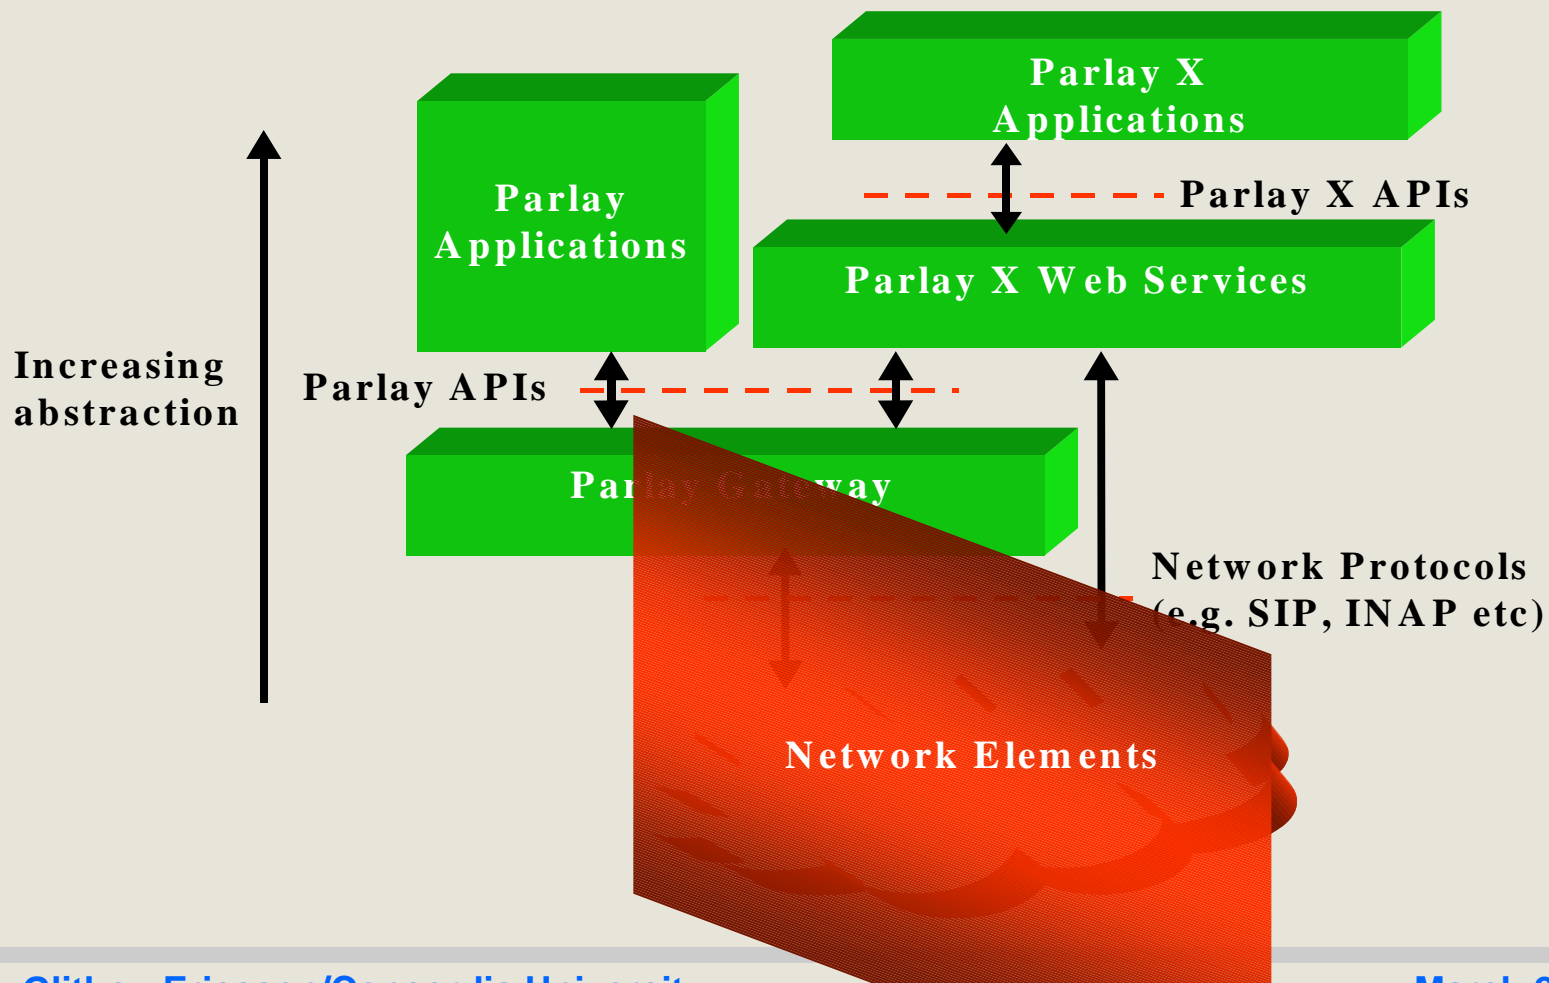 Parlay X
Applications
Parlay
Applications
Parlay X APIs
Parlay X Web Services
Increasing
abstraction
Parlay APIs
Parlay Gateway
Network Protocols
(e.g. SIP, INAP etc)
Network Elements